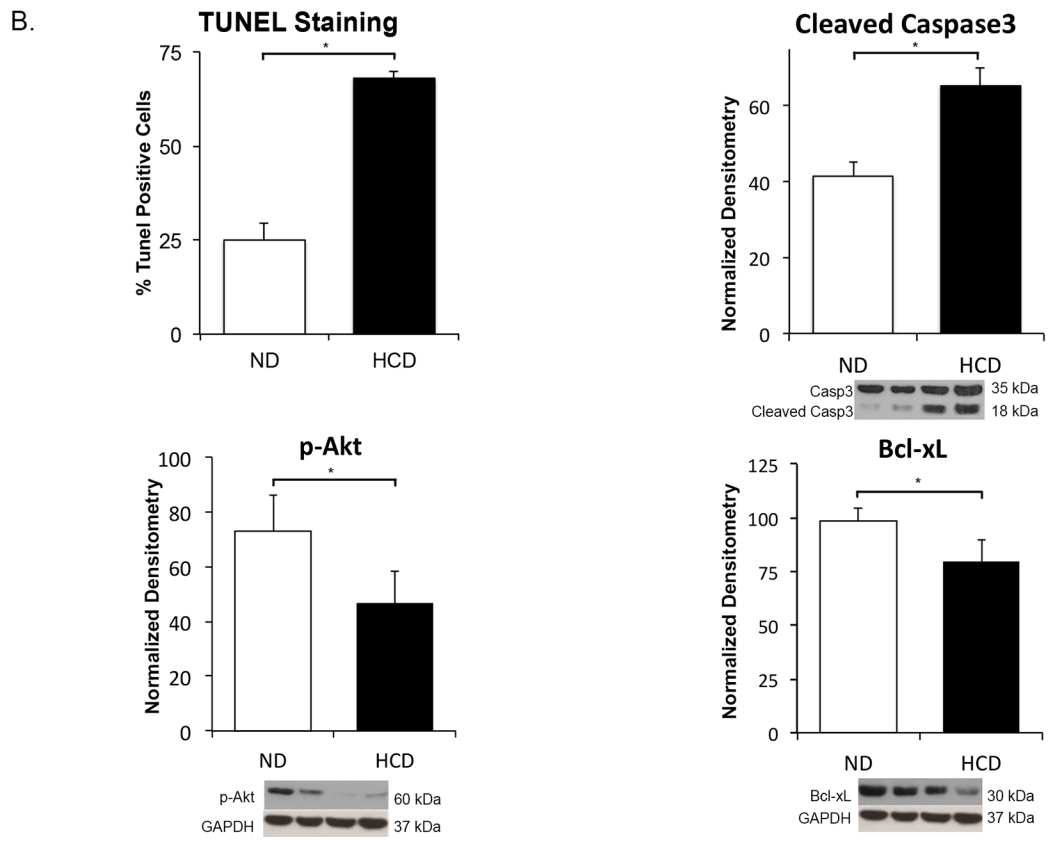 B.
TUNEL Staining
*
% Tunel Positive Cells
75
50
25
0
ND HCD
Cleaved Caspase3
*
Normalized Densitometry
60
40
20
0
ND HCD
Casp3 35 kDa
Cleaved Casp3 18 kDa
p-Akt
*
Normalized Densitometry
100
80
60
40
20
0
ND HCD
p-Akt 60 kDa
GAPDH 37 kDa
Bcl-xL
*
Normalized Densitometry
125
100
75
50
25
0
ND HCD
Bcl-xL 30 kDa
GAPDH 37 kDa